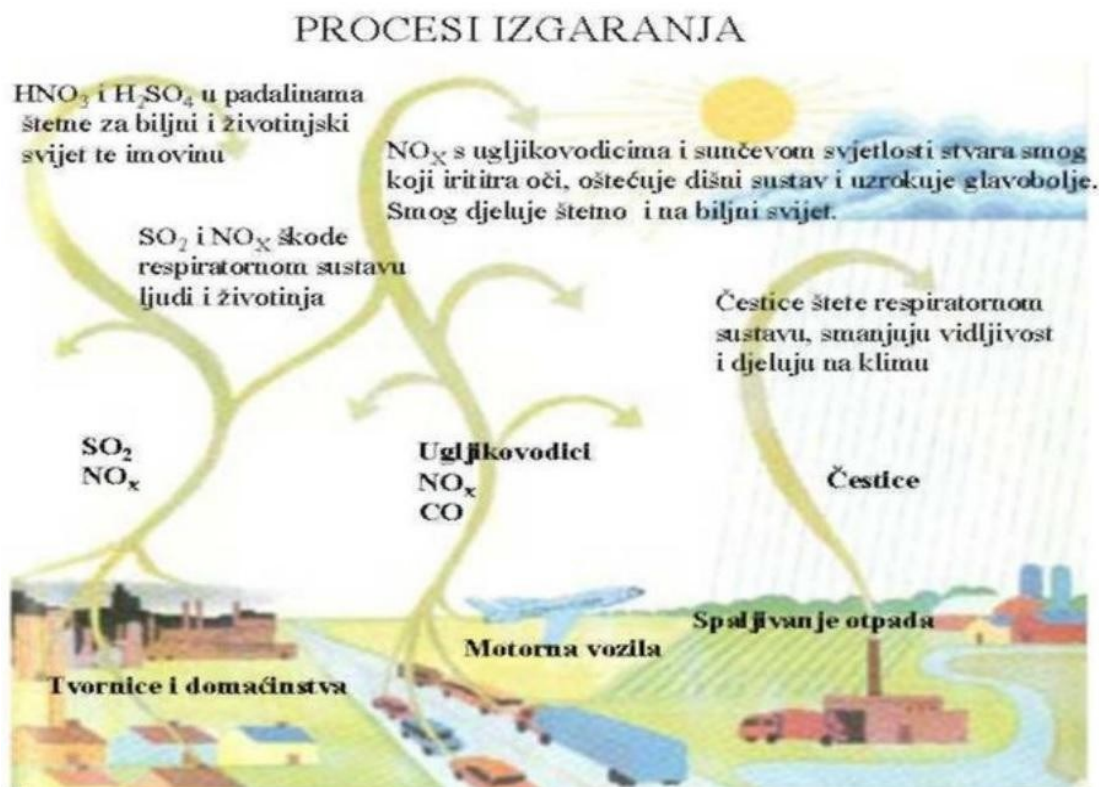 PROCESI IZGARANJA
HNO₃ i H₂SO₄ u padalinama
štetne za biljni i životinjski
svijet te imovinu
NOₓ s ugljikovodicima i sunčevom svjetlosti stvara smog
koji irititra oči, oštećuje dišni sustav i uzrokuje glavobolje.
Smog djeluje štetno i na biljni svijet.
SO₂ i NOₓ škode
respiratornom sustavu
ljudi i životinja
Čestice štete respiratornom
sustavu, smanjuju vidljivost
i djeluju na klimu
SO₂
NOₓ
Ugljikovodici
NOₓ
CO
Čestice
Spaljivanje otpada
Motorna vozila
Tvornice i domaćinstva